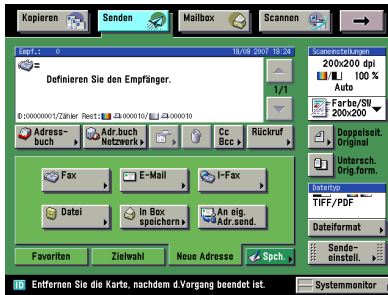 Kopieren
Senden
Mailbox
Scannen
Empf.: 0
19/09 2007 19:24
=
Definieren Sie den Empfänger.
1/1
D:00000001/Zähler Rest: 000010/ 000010
Adress-
buch
Adr.buch
Netzwerk
Cc
Bcc
Rückruf
Fax
E-Mail
I-Fax
Datei
In Box
speichern
An eig.
Adr.send.
Favoriten
Zielwahl
Neue Adresse
Spch.
Scaneinstellungen
200x200 dpi
100 %
Auto
Farbe/SW
200x200
Doppelseit.
Original
Untersch.
Orig.form.
Dateityp
TIFF/PDF
Dateiformat
Sende-
einstell.
ID Entfernen Sie die Karte, nachdem d.Vorgang beendet ist.
Systemmonitor